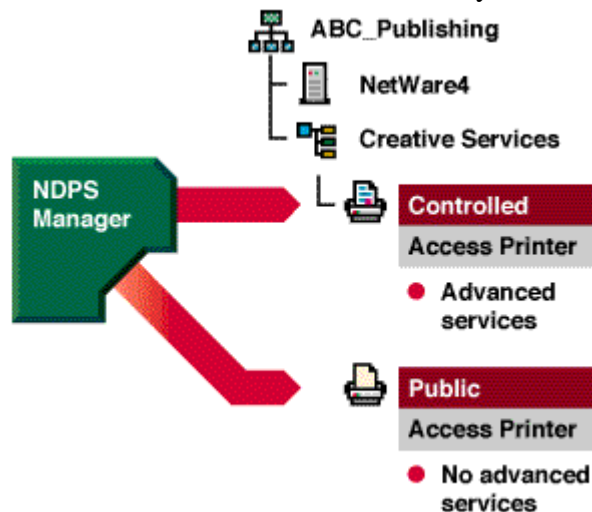 ABC_Publishing
NetWare4
Creative Services
NDPS
Manager
Controlled
Access Printer
Advanced
services
Public
Access Printer
No advanced
services